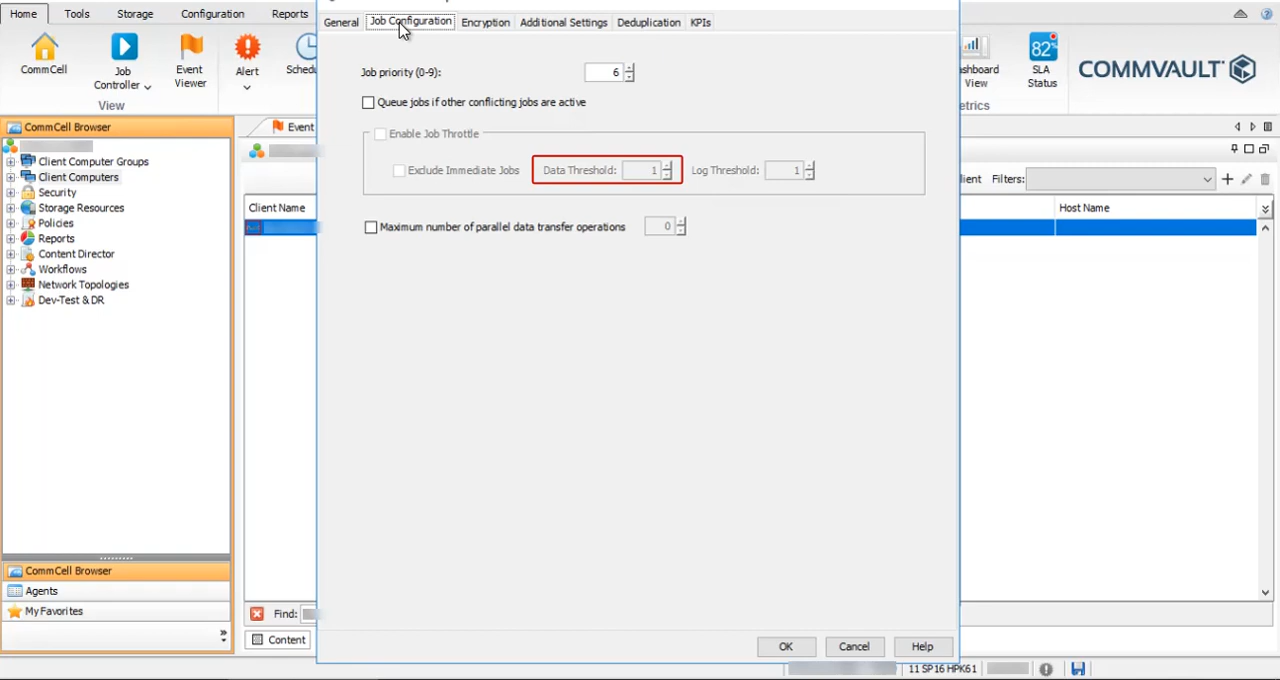 Home Tools Storage Configuration Reports
CommCell
Job
Controller
Event
Viewer
Alert
Schedu
View
shboard
View
82%
SLA
Status
etrics
COMMVAULT
General Job Configuration Encryption Additional Settings Deduplication KPIs
Job priority (0-9): 6
Queue jobs if other conflicting jobs are active
Enable Job Throttle
Exclude Immediate Jobs Data Threshold: 1 Log Threshold: 1
Maximum number of parallel data transfer operations 0
OK Cancel Help
CommCell Browser
Client Computer Groups
Client Computers
Security
Storage Resources
Policies
Reports
Content Director
Workflows
Network Topologies
Dev-Test & DR
CommCell Browser
Agents
My Favorites
Event
Client Name
Find:
Content
lient Filters:
Host Name
11 SP16 HPK61